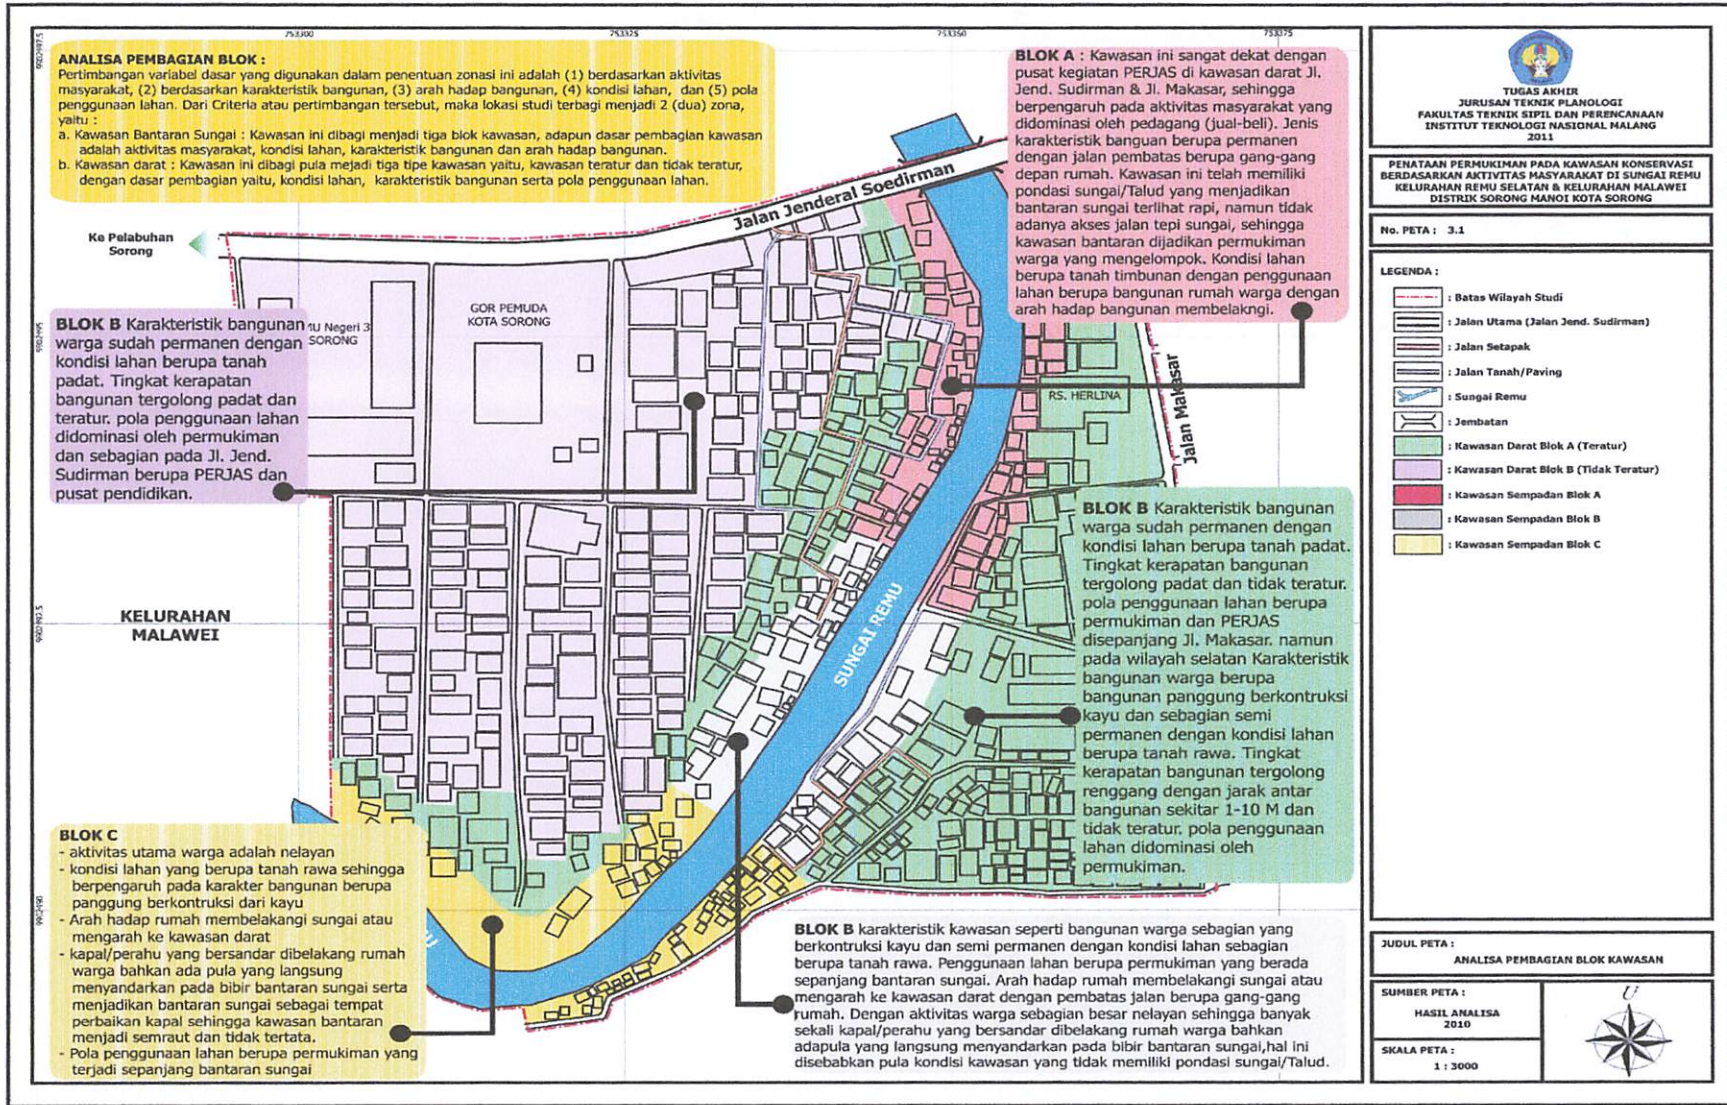 753300
753325
753350
753375
ANALISA PEMBAGIAN BLOK :
Pertimbangan variabel dasar yang digunakan dalam penentuan zonasi ini adalah (1) berdasarkan aktivitas
masyarakat, (2) berdasarkan karakteristik bangunan, (3) arah hadap bangunan, (4) kondisi lahan, dan (5) pola
penggunaan lahan. Dari Criteria atau pertimbangan tersebut, maka lokasi studi terbagi menjadi 2 (dua) zona,
yaitu :
a. Kawasan Bantaran Sungai : Kawasan ini dibagi menjadi tiga blok kawasan, adapun dasar pembagian kawasan
adalah aktivitas masyarakat, kondisi lahan, karakteristik bangunan dan arah hadap bangunan.
b. Kawasan darat : Kawasan ini dibagi pula mejadi tiga tipe kawasan yaitu, kawasan teratur dan tidak teratur,
dengan dasar pembagian yaitu, kondisi lahan, karakteristik bangunan serta pola penggunaan lahan.
BLOK A : Kawasan ini sangat dekat dengan
pusat kegiatan PERJAS di kawasan darat Jl.
Jend. Sudirman & Jl. Makasar, sehingga
berpengaruh pada aktivitas masyarakat yang
didominasi oleh pedagang (jual-beli). Jenis
karakteristik banguan berupa permanen
dengan jalan pembatas berupa gang-gang
depan rumah. Kawasan ini telah memiliki
pondasi sungai/Talud yang menjadikan
bantaran sungai terlihat rapi, namun tidak
adanya akses jalan tepi sungai, sehingga
kawasan bantaran dijadikan permukiman
warga yang mengelompok. Kondisi lahan
berupa tanah timbunan dengan penggunaan
lahan berupa bangunan rumah warga dengan
arah hadap bangunan membelakngi.
Jalan Jenderal Soedirman
Ke Pelabuhan
Sorong
GOR PEMUDA
KOTA SORONG
MU Negeri 3
SORONG
BLOK B Karakteristik bangunan
warga sudah permanen dengan
kondisi lahan berupa tanah
padat. Tingkat kerapatan
bangunan tergolong padat dan
teratur. pola penggunaan lahan
didominasi oleh permukiman
dan sebagian pada Jl. Jend.
Sudirman berupa PERJAS dan
pusat pendidikan.
RS. HERLINA
Jalan Makasar
BLOK B Karakteristik bangunan
warga sudah permanen dengan
kondisi lahan berupa tanah padat.
Tingkat kerapatan bangunan
tergolong padat dan tidak teratur.
pola penggunaan lahan berupa
permukiman dan PERJAS
disepanjang Jl. Makasar. namun
pada wilayah selatan Karakteristik
bangunan warga berupa
bangunan panggung berkontruksi
kayu dan sebagian semi
permanen dengan kondisi lahan
berupa tanah rawa. Tingkat
kerapatan bangunan tergolong
renggang dengan jarak antar
bangunan sekitar 1-10 M dan
tidak teratur. pola penggunaan
lahan didominasi oleh
permukiman.
KELURAHAN
MALAWEI
SUNGAI REMU
BLOK C
- aktivitas utama warga adalah nelayan
- kondisi lahan yang berupa tanah rawa sehingga
berpengaruh pada karakter bangunan berupa
panggung berkontruksi dari kayu
- Arah hadap rumah membelakangi sungai atau
mengarah ke kawasan darat
- kapal/perahu yang bersandar dibelakang rumah
warga bahkan ada pula yang langsung
menyandarkan pada bibir bantaran sungai serta
menjadikan bantaran sungai sebagai tempat
perbaikan kapal sehingga kawasan bantaran
menjadi semraut dan tidak tertata.
- Pola penggunaan lahan berupa permukiman yang
terjadi sepanjang bantaran sungai
BLOK B karakteristik kawasan seperti bangunan warga sebagian yang
berkontruksi kayu dan semi permanen dengan kondisi lahan sebagian
berupa tanah rawa. Penggunaan lahan berupa permukiman yang berada
sepanjang bantaran sungai. Arah hadap rumah membelakangi sungai atau
mengarah ke kawasan darat dengan pembatas jalan berupa gang-gang
rumah. Dengan aktivitas warga sebagian besar nelayan sehingga banyak
sekali kapal/perahu yang bersandar dibelakang rumah warga bahkan
adapula yang langsung menyandarkan pada bibir bantaran sungai,hal ini
disebabkan pula kondisi kawasan yang tidak memiliki pondasi sungai/Talud.
TUGAS AKHIR
JURUSAN TEKNIK PLANOLOGI
FAKULTAS TEKNIK SIPIL DAN PERENCANAAN
INSTITUT TEKNOLOGI NASIONAL MALANG
2011
PENATAAN PERMUKIMAN PADA KAWASAN KONSERVASI
BERDASARKAN AKTIVITAS MASYARAKAT DI SUNGAI REMU
KELURAHAN REMU SELATAN & KELURAHAN MALAWEI
DISTRIK SORONG MANOI KOTA SORONG
No. PETA : 3.1
LEGENDA :
: Batas Wilayah Studi
: Jalan Utama (Jalan Jend. Sudirman)
: Jalan Setapak
: Jalan Tanah/Paving
: Sungai Remu
: Jembatan
: Kawasan Darat Blok A (Teratur)
: Kawasan Darat Blok B (Tidak Teratur)
: Kawasan Sempadan Blok A
: Kawasan Sempadan Blok B
: Kawasan Sempadan Blok C
JUDUL PETA :
ANALISA PEMBAGIAN BLOK KAWASAN
SUMBER PETA :
HASIL ANALISA
2010
SKALA PETA :
1 : 3000
U